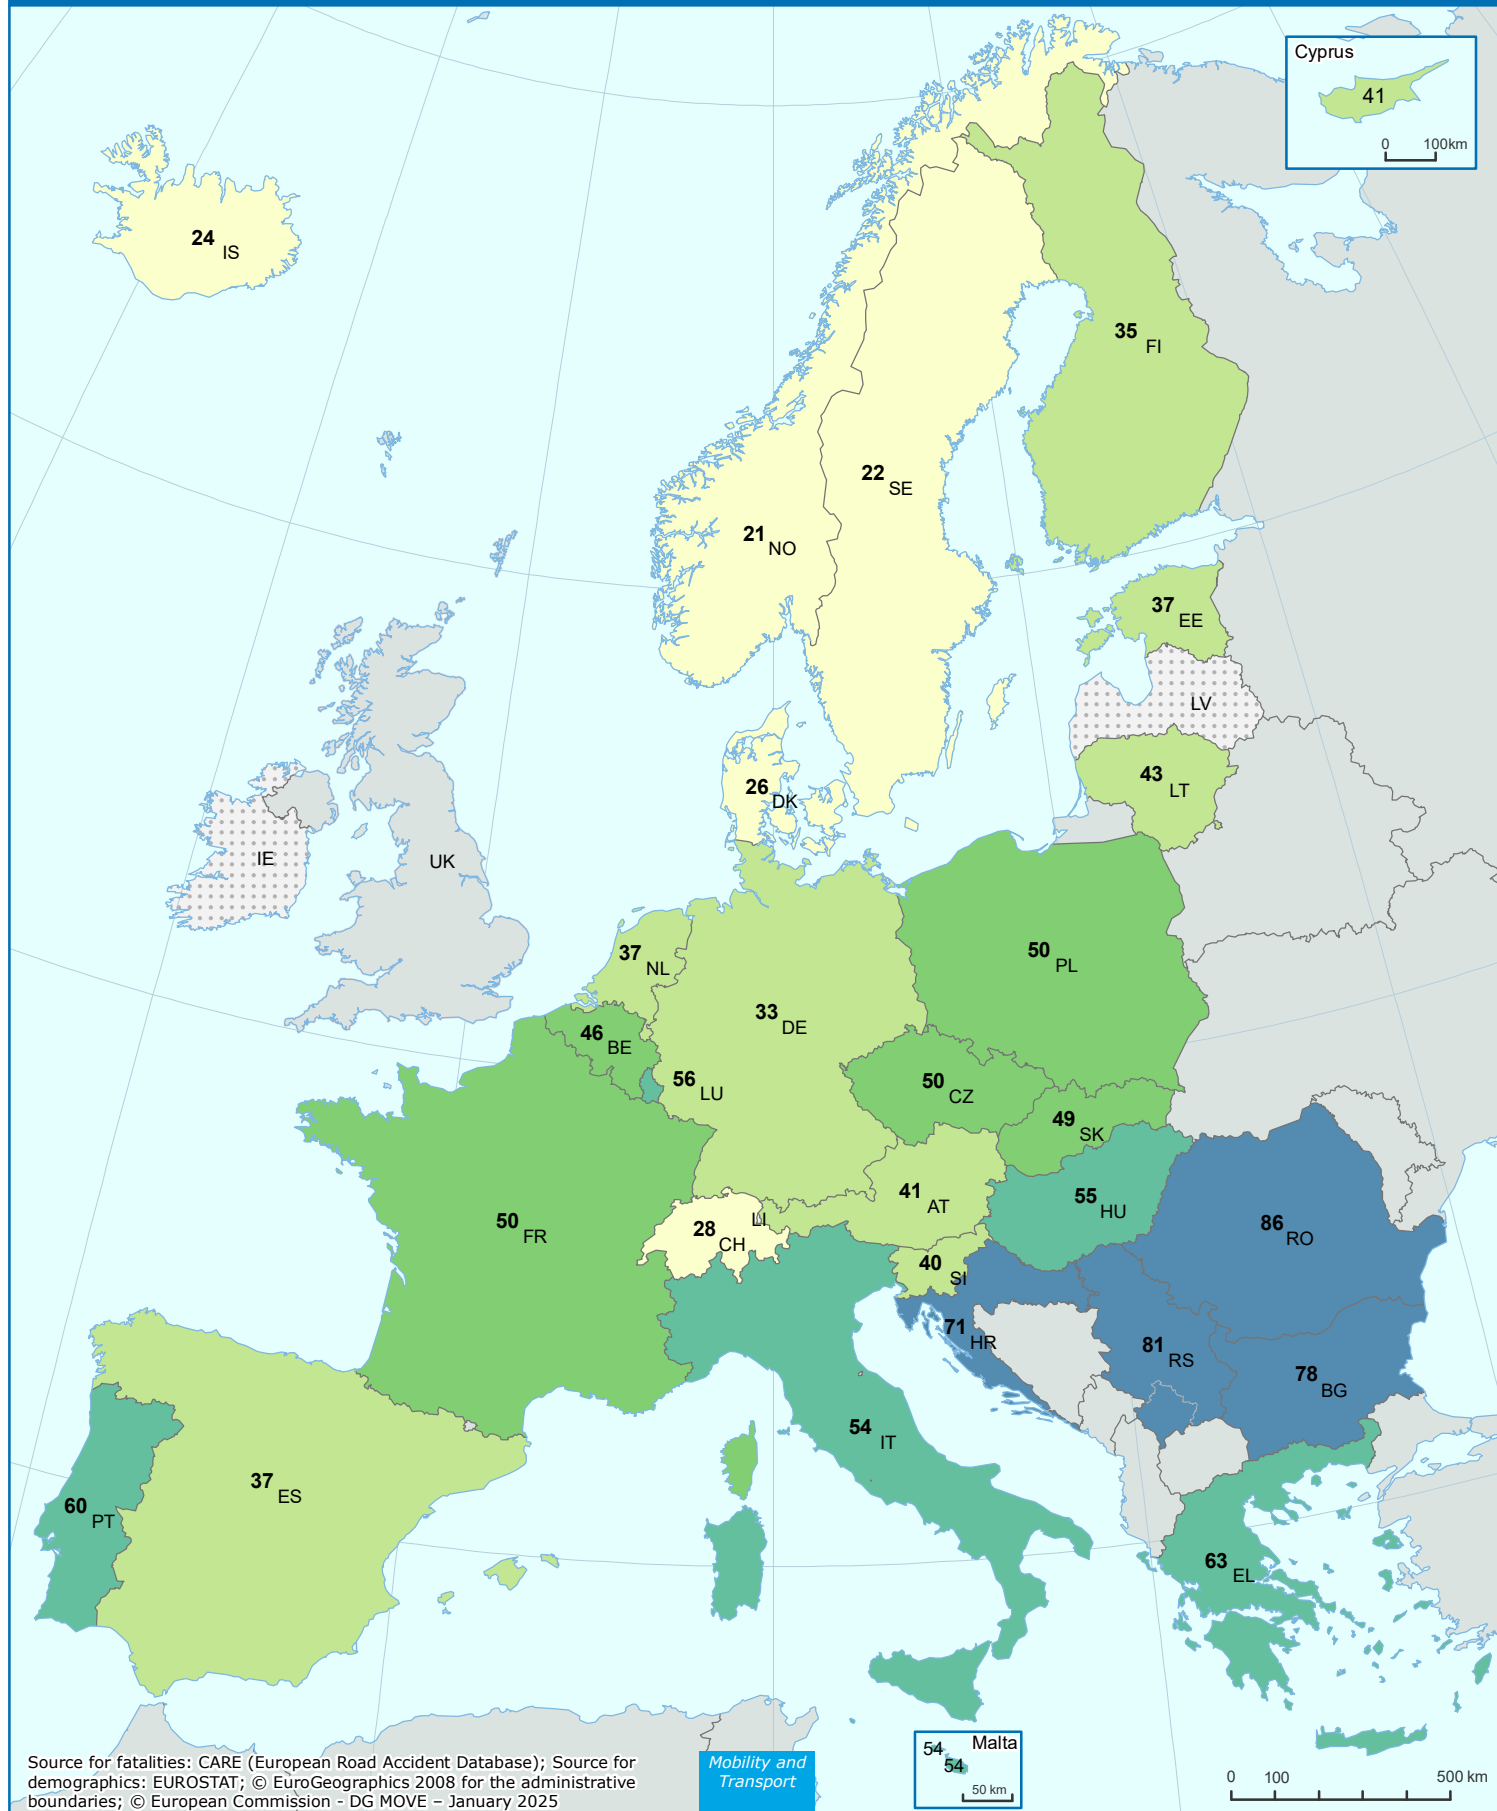 Cyprus
41
0 100km
24 IS
35 FI
22 SE
21 NO
37 EE
LV
43 LT
26 DK
IE
UK
37 NL
50 PL
33 DE
46 BE
56 LU
50 CZ
49 SK
41 AT
55 HU
LI
28 CH
50 FR
86 RO
40 SI
71 HR
81 RS
78 BG
54 IT
37 ES
60 PT
63 EL
Malta
54
54
50 km
Source for fatalities: CARE (European Road Accident Database); Source for
demographics: EUROSTAT; © EuroGeographics 2008 for the administrative
boundaries; © European Commission - DG MOVE – January 2025
Mobility and
Transport
0 100 500 km